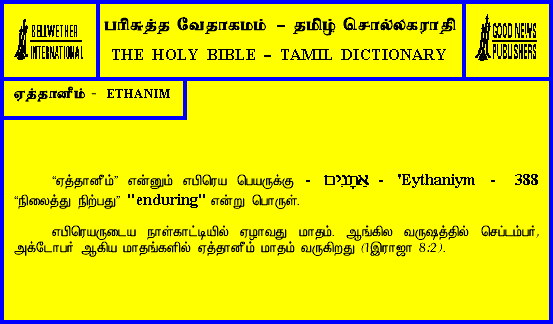 BELLWETHER
INTERNATIONAL
பரிசுத்த வேதாகமம் – தமிழ் சொல்லகராதி
THE HOLY BIBLE – TAMIL DICTIONARY
GOOD NEWS
PUBLISHERS
ஏத்தானீம் - ETHANIM
“ஏத்தானீம்” என்னும் எபிரெய பெயருக்கு - אֵתָנִים - 'Eythaniym - 388
“நிலைத்து நிற்பது” "enduring" என்று பொருள்.
எபிரெயருடைய நாள்காட்டியில் ஏழாவது மாதம். ஆங்கில வருஷத்தில் செப்டம்பர்,
அக்டோபர் ஆகிய மாதங்களில் ஏத்தானீம் மாதம் வருகிறது (1இராஜா 8:2).